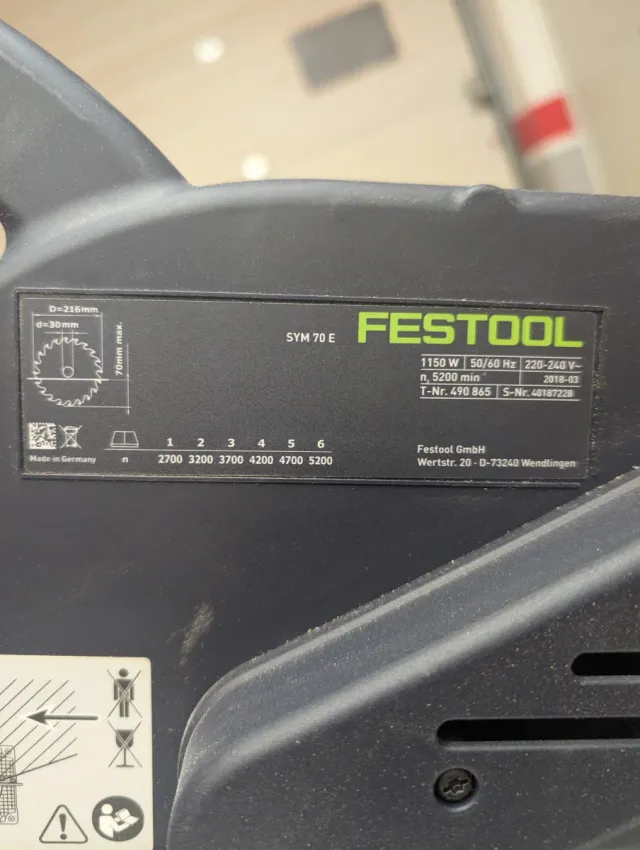 D=216mm
d=30mm
70mm max.
SYM 70 E
FESTOOL
1150 W 50/60 Hz 220-240 V~
n₀ 5200 min⁻¹ 2018-03
T-Nr. 490 865 S-Nr. 40187228
Made in Germany
1 2 3 4 5 6
n 2700 3200 3700 4200 4700 5200
Festool GmbH
Wertstr. 20 - D-73240 Wendlingen